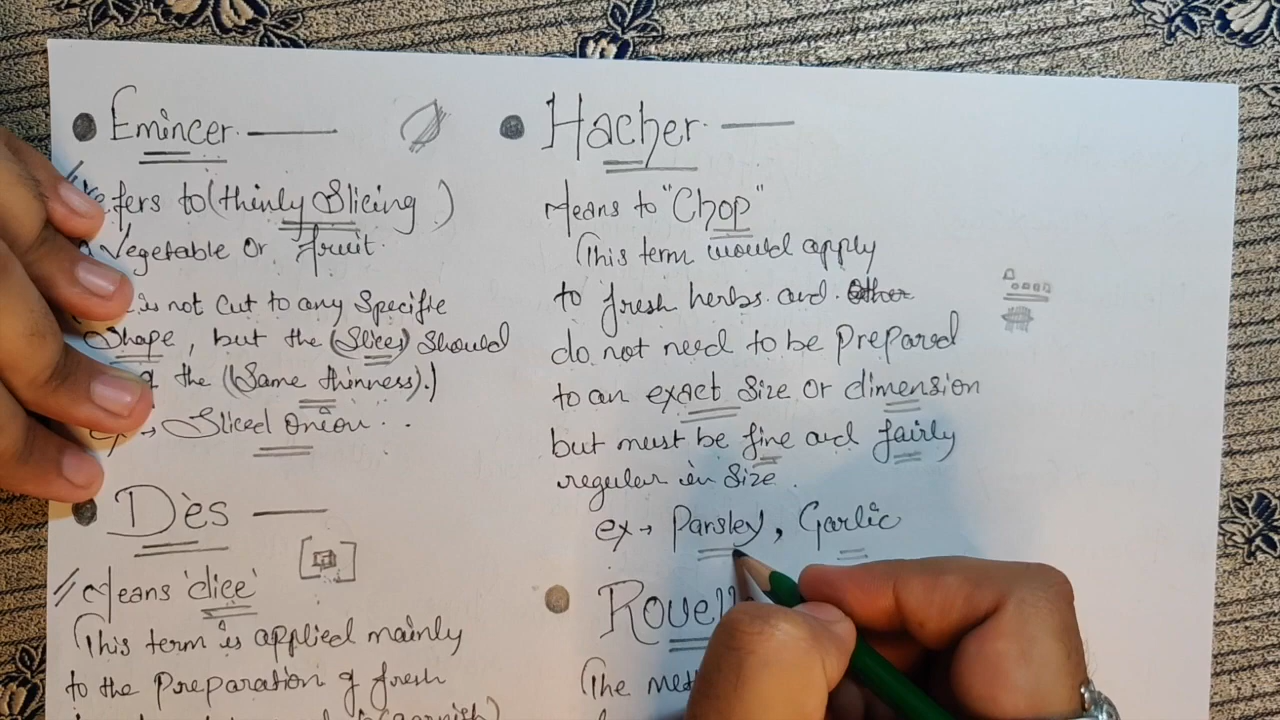 Emincer
refers to (thinly Slicing)
Vegetable Or fruit.
is not Cut to any Specific
Shape, but the (Slices) Should
the (Same thinness).)
Sliced Onion..
Dès
Means 'dice'
This term is applied mainly
to the Preparation of fresh
Hacher
Means to "Chop"
This term would apply
to fresh herbs. and. Other
do not need to be Prepared
to an exact Size Or dimension
but must be fine and fairly
regular in Size.
ex → Parsley, Garlic
Rouel
The met